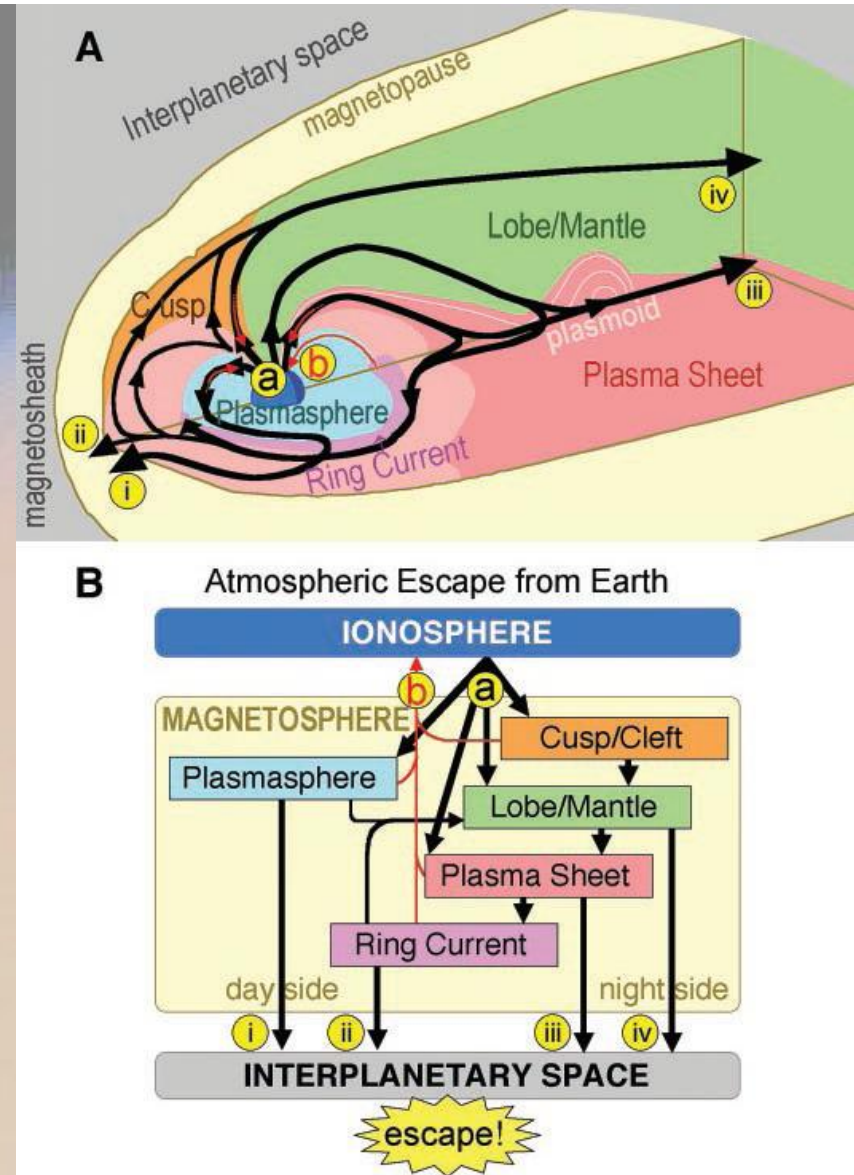 A
Interplanetary space
magnetopause
iv
Lobe/Mantle
iii
Cusp
plasmoid
a
b
Plasma Sheet
Plasmasphere
magnetosheath
ii
Ring Current
i
B
Atmospheric Escape from Earth
IONOSPHERE
b
a
MAGNETOSPHERE
Cusp/Cleft
Plasmasphere
Lobe/Mantle
Plasma Sheet
Ring Current
day side
night side
i
ii
iii
iv
INTERPLANETARY SPACE
escape!